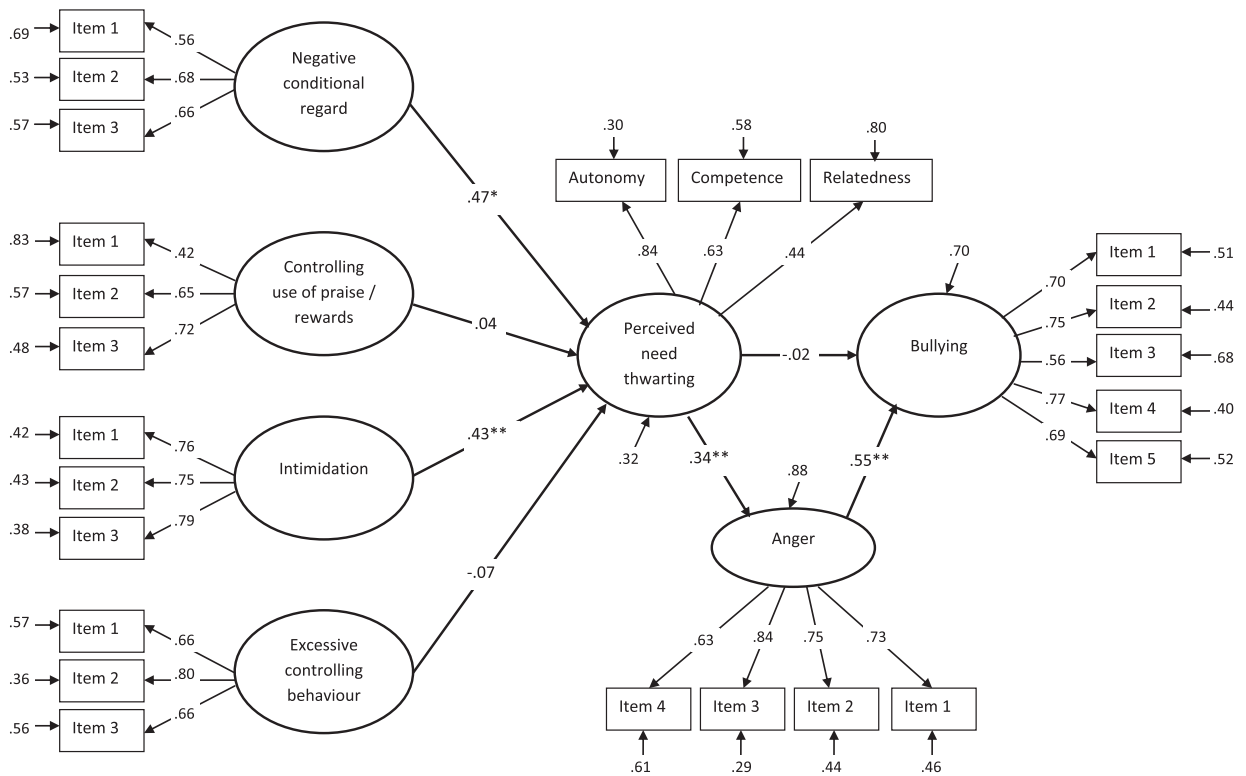 .69
Item 1
.56
.53
Item 2
.68
.57
Item 3
.66
Negative
conditional
regard
.47*
.83
Item 1
.42
.57
Item 2
.65
.48
Item 3
.72
Controlling
use of praise /
rewards
.04
.42
Item 1
.76
.43
Item 2
.75
.38
Item 3
.79
Intimidation
.43**
.57
Item 1
.66
.36
Item 2
.80
.56
Item 3
.66
Excessive
controlling
behaviour
-.07
.30
.58
.80
Autonomy
Competence
Relatedness
.84
.63
.44
Perceived
need
thwarting
.32
-.02
.34**
.70
Bullying
.70
Item 1
.51
.75
Item 2
.44
.56
Item 3
.68
.77
Item 4
.40
.69
Item 5
.52
.55**
.88
Anger
.63
.84
.75
.73
Item 4
Item 3
Item 2
Item 1
.61
.29
.44
.46